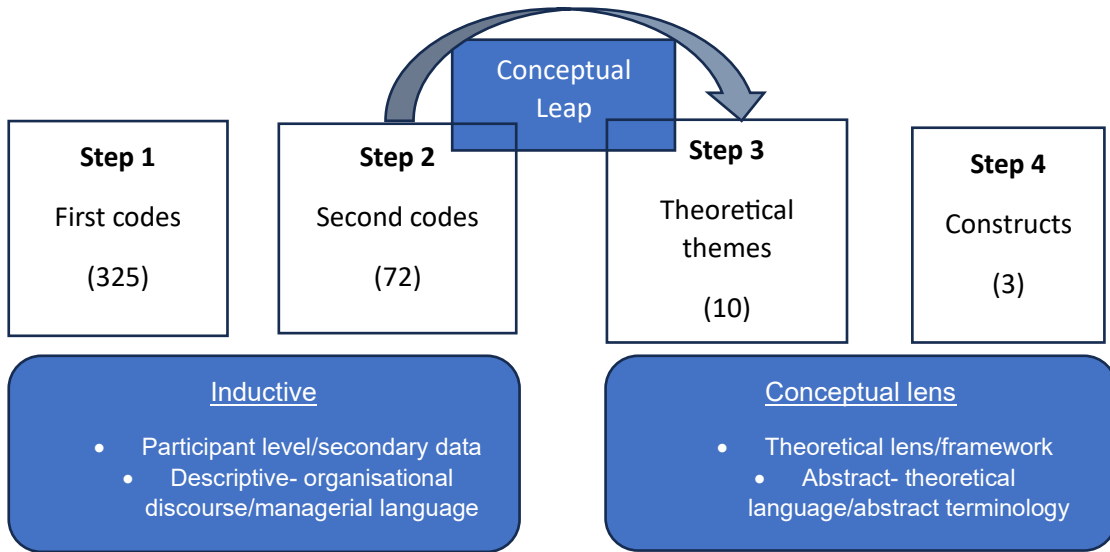 Conceptual
Leap
Step 1
First codes
(325)
Step 2
Second codes
(72)
Step 3
Theoretical
themes
(10)
Step 4
Constructs
(3)
Inductive
• Participant level/secondary data
• Descriptive- organisational
discourse/managerial language
Conceptual lens
• Theoretical lens/framework
• Abstract- theoretical
language/abstract terminology